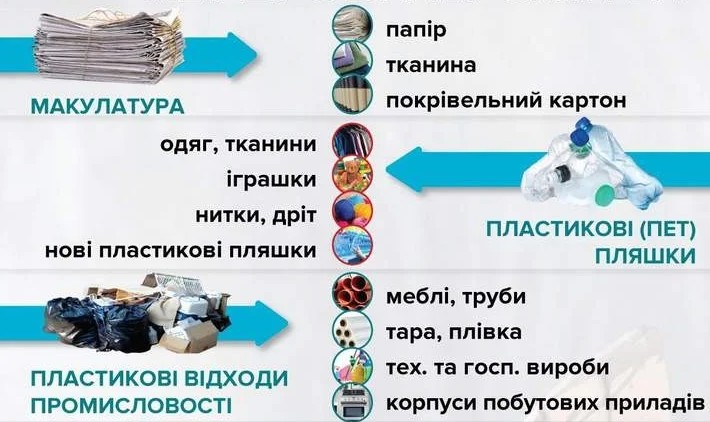 папір
тканина
МАКУЛАТУРА
покрівельний картон
одяг, тканини
іграшки
нитки, дріт
нові пластикові пляшки
ПЛАСТИКОВІ (ПЕТ)
ПЛЯШКИ
меблі, труби
тара, плівка
тех. та госп. вироби
корпуси побутових приладів
ПЛАСТИКОВІ ВІДХОДИ
ПРОМИСЛОВОСТІ